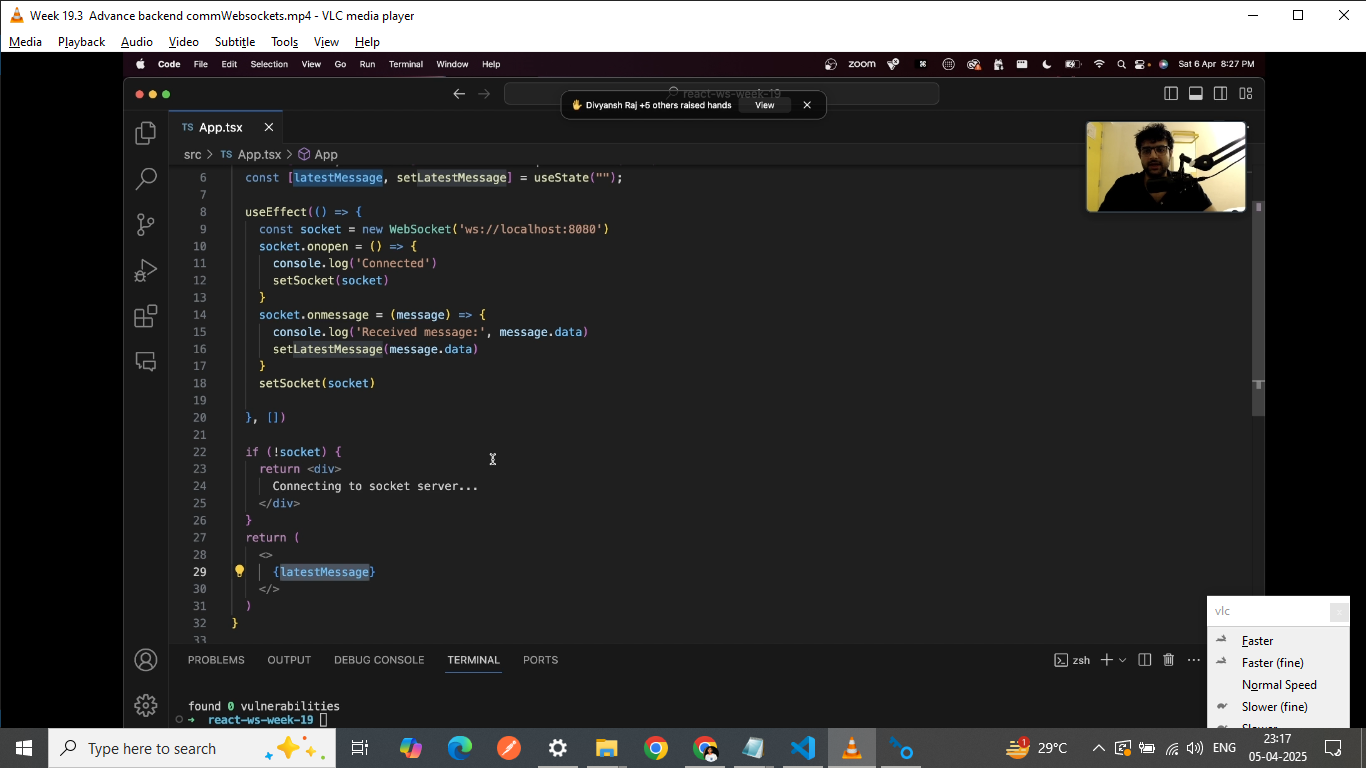 Week 19.3  Advance backend commWebsockets.mp4 - VLC media player
Media Playback Audio Video Subtitle Tools View Help
Code File Edit Selection View Go Run Terminal Window Help
zoom
Sat 6 Apr 8:27 PM
react-ws-week-19
Divyansh Raj +5 others raised hands View
TS App.tsx
src > TS App.tsx > App
6 const [latestMessage, setLatestMessage] = useState("");
7
8 useEffect(() => {
9 const socket = new WebSocket('ws://localhost:8080')
10 socket.onopen = () => {
11 console.log('Connected')
12 setSocket(socket)
13 }
14 socket.onmessage = (message) => {
15 console.log('Received message:', message.data)
16 setLatestMessage(message.data)
17 }
18 setSocket(socket)
19
20 }, [])
21
22 if (!socket) {
23 return <div>
24 Connecting to socket server...
25 </div>
26 }
27 return (
28 <>
29 {latestMessage}
30 </>
31 )
32 }
33
PROBLEMS OUTPUT DEBUG CONSOLE TERMINAL PORTS
zsh
found 0 vulnerabilities
→ react-ws-week-19
vlc
Faster
Faster (fine)
Normal Speed
Slower (fine)
Slower
Type here to search
1
29°C
ENG
23:17
05-04-2025